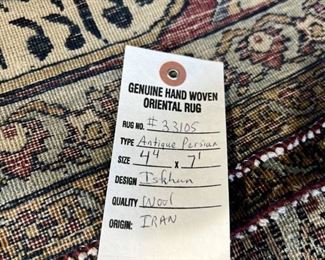 GENUINE HAND WOVEN
ORIENTAL RUG
RUG NO. #33105
TYPE Antique Persian
SIZE 4'4 x 7'
DESIGN Iskhan
QUALITY Wool
ORIGIN: IRAN